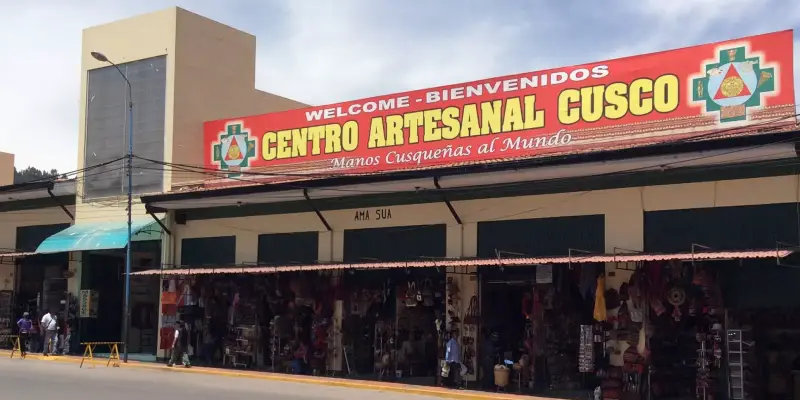 WELCOME - BIENVENIDOS
CENTRO ARTESANAL CUSCO
Manos Cusqueñas al Mundo
AMA SUA